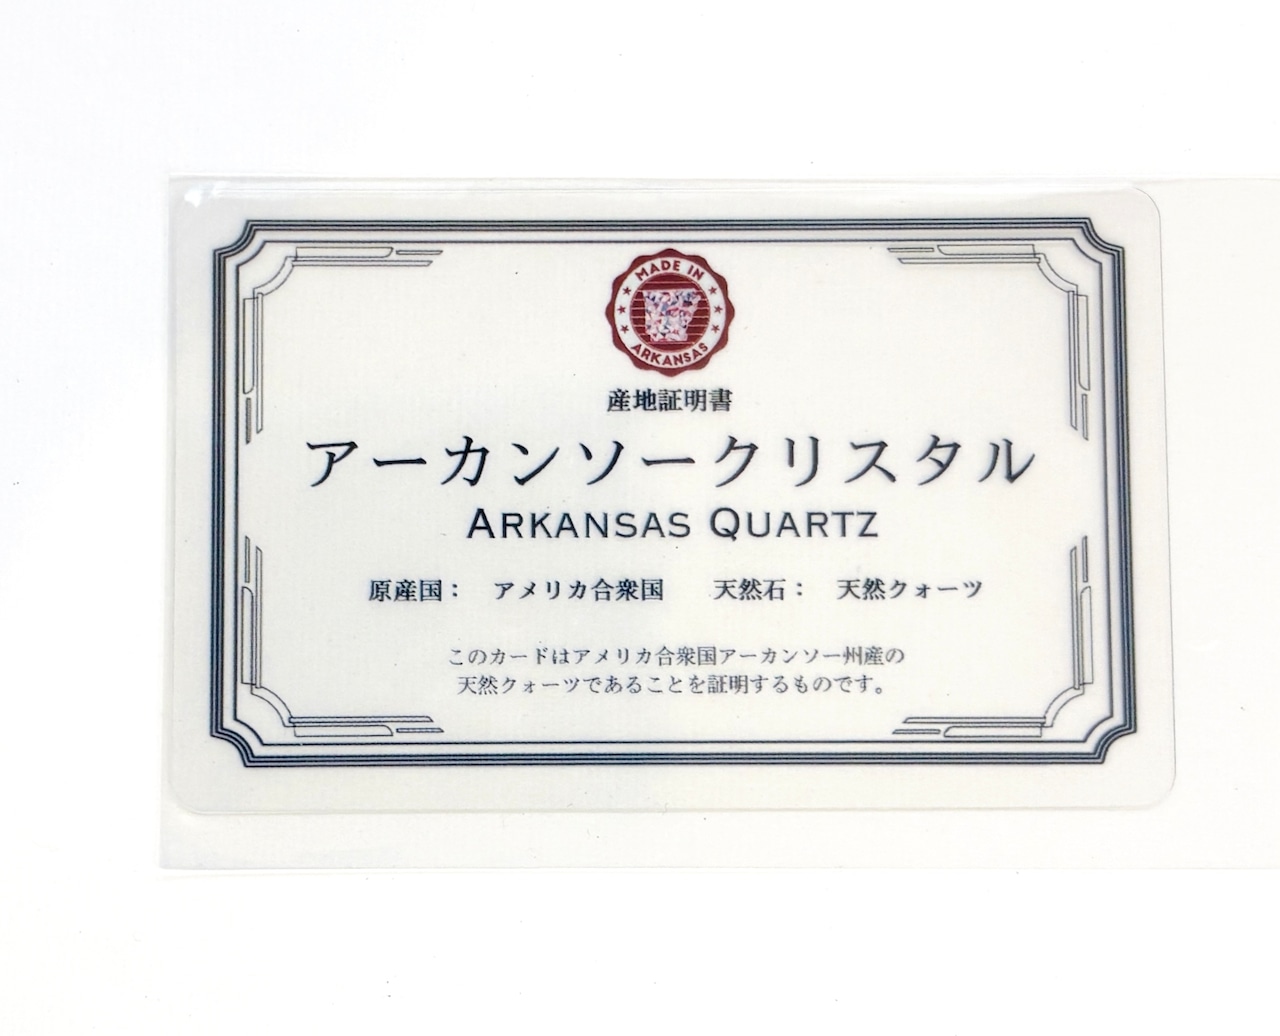 MADE IN
ARKANSAS
産地証明書
アーカンソークリスタル
ARKANSAS QUARTZ
原産国： アメリカ合衆国 天然石： 天然クォーツ
このカードはアメリカ合衆国アーカンソー州産の
天然クォーツであることを証明するものです。